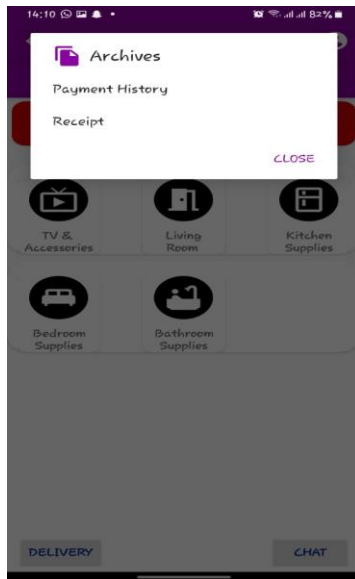 14:10
82%
Archives
Payment History
Receipt
CLOSE
TV &
Accessories
Living
Room
Kitchen
Supplies
Bedroom
Supplies
Bathroom
Supplies
DELIVERY
CHAT